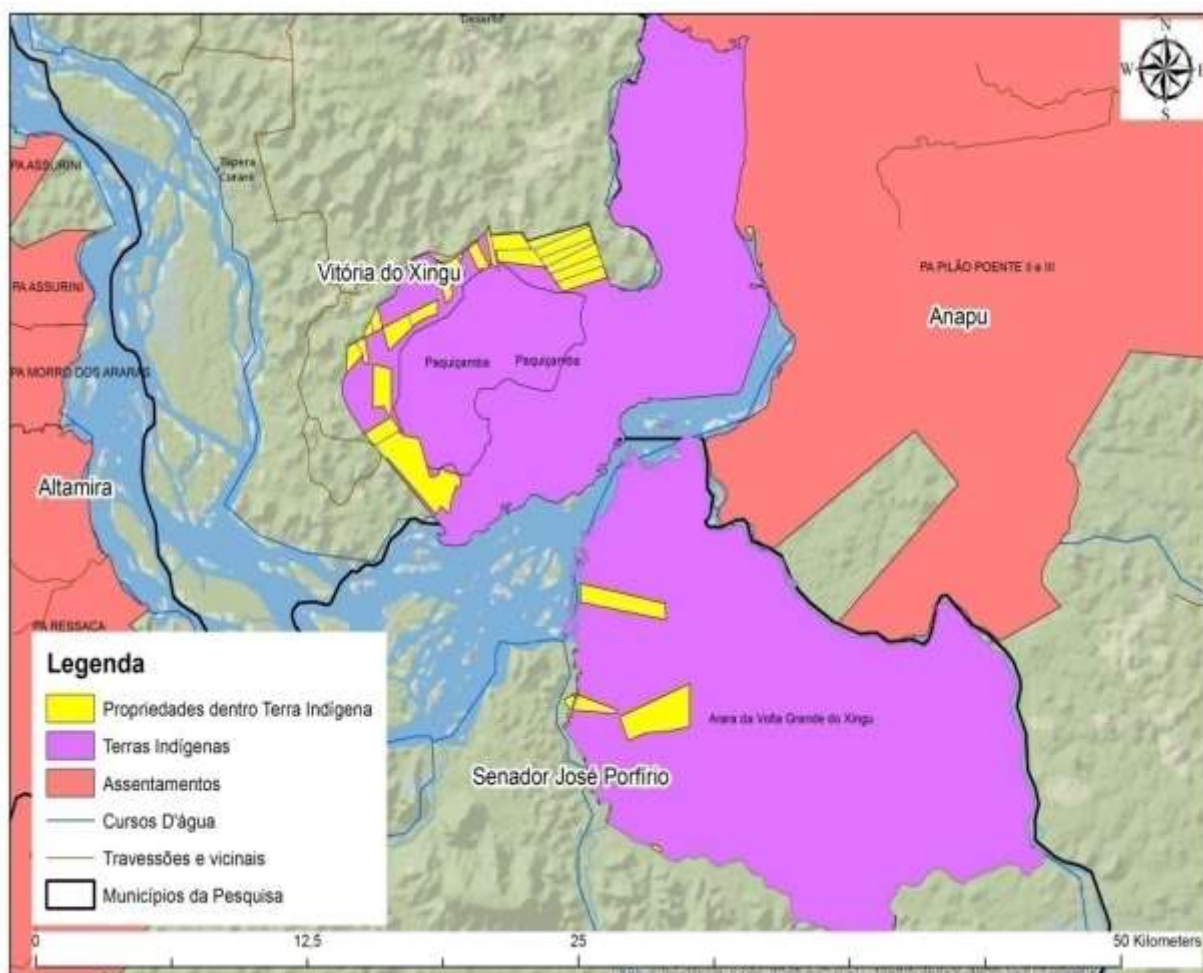 N
W E
S
PA ASSURINI
Tapera
Vitória do Xingu
PA PILÃO POENTE II e III
PA ASSURINI
Anapu
Paquiçamba Paquiçamba
PA MORRO DOS ARARAS
Altamira
PA RESSACA
Arara da Volta Grande do Xingu
Senador José Porfírio
Legenda
Propriedades dentro Terra Indígena
Terras Indígenas
Assentamentos
Cursos D'água
Travessões e vicinais
Municípios da Pesquisa
0 12,5 25 50 Kilometers